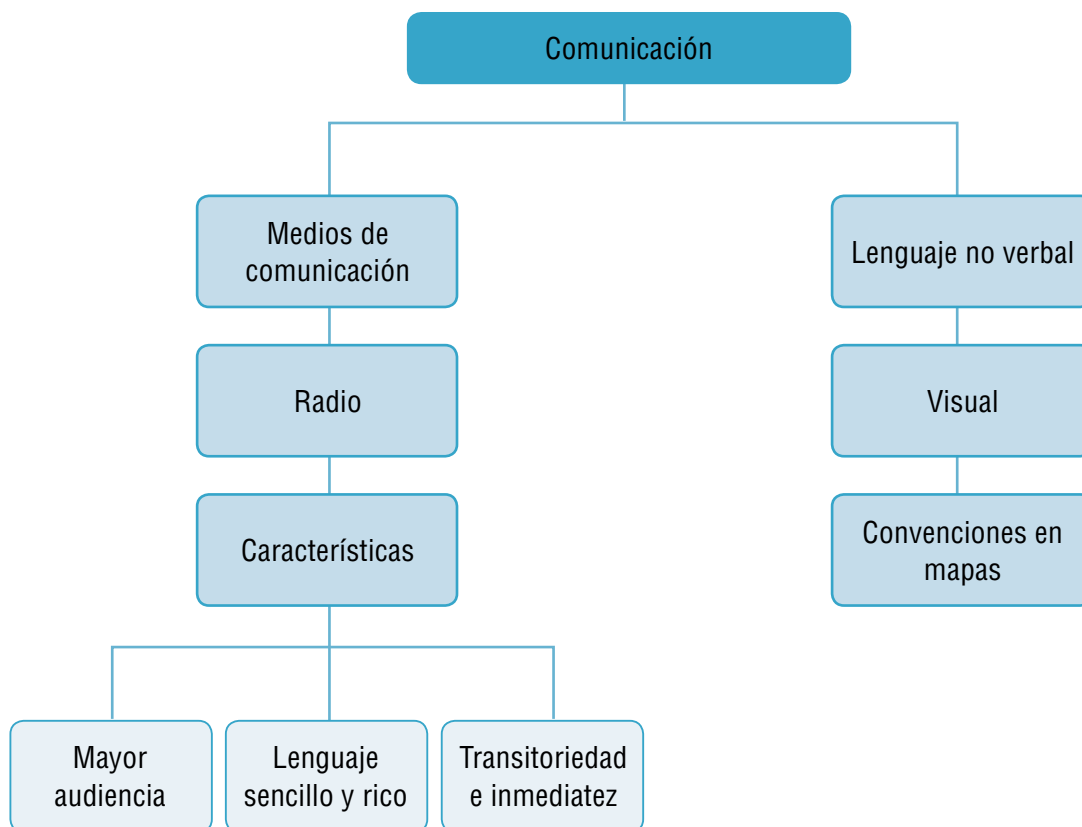 Comunicación
Medios de
comunicación
Lenguaje no verbal
Radio
Visual
Características
Convenciones en
mapas
Mayor
audiencia
Lenguaje
sencillo y rico
Transitoriedad
e inmediatez